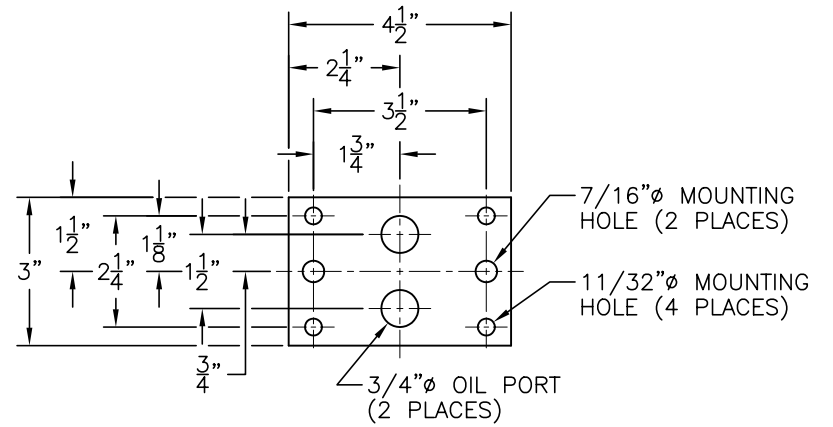 4 1/2"
2 1/4"
3 1/2"
1 3/4"
7/16"ø MOUNTING
HOLE (2 PLACES)
1 1/2"
1 1/8"
3"
2 1/4"
1 1/2"
11/32"ø MOUNTING
HOLE (4 PLACES)
3/4"
3/4"ø OIL PORT
(2 PLACES)